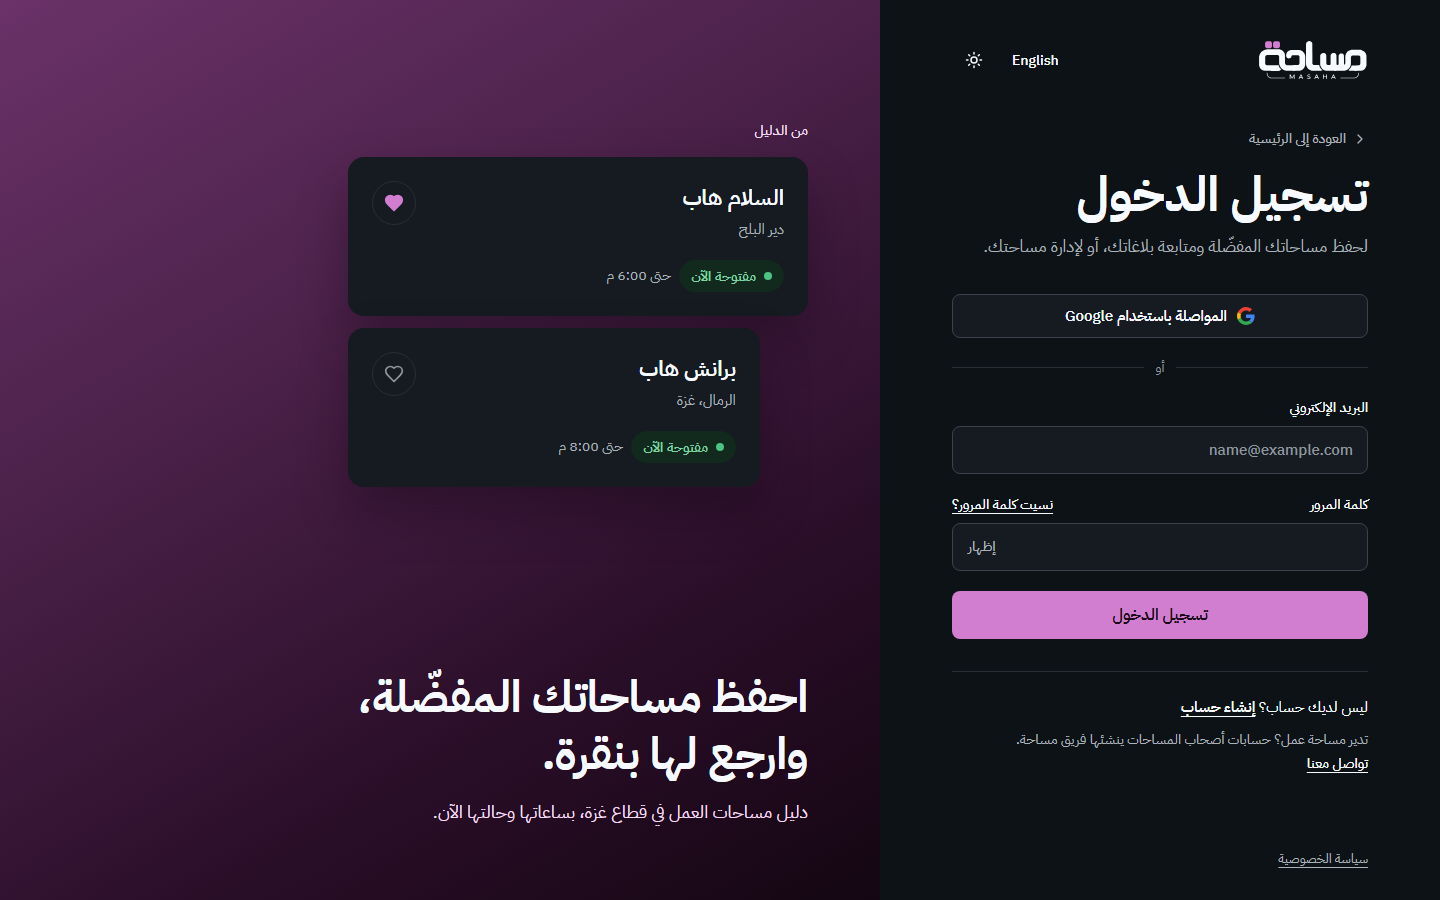 مساحة
MASAHA
English
العودة إلى الرئيسية
تسجيل الدخول
لحفظ مساحاتك المفضّلة ومتابعة بلاغاتك، أو لإدارة مساحتك.
المواصلة باستخدام Google
أو
البريد الإلكتروني
name@example.com
كلمة المرور
نسيت كلمة المرور؟
إظهار
تسجيل الدخول
ليس لديك حساب؟ إنشاء حساب
تدير مساحة عمل؟ حسابات أصحاب المساحات ينشئها فريق مساحة.
تواصل معنا
سياسة الخصوصية
من الدليل
السلام هاب
دير البلح
مفتوحة الآن
حتى 6:00 م
برانش هاب
الرمال، غزة
مفتوحة الآن
حتى 8:00 م
احفظ مساحاتك المفضّلة،
وارجع لها بنقرة.
دليل مساحات العمل في قطاع غزة، بساعاتها وحالتها الآن.